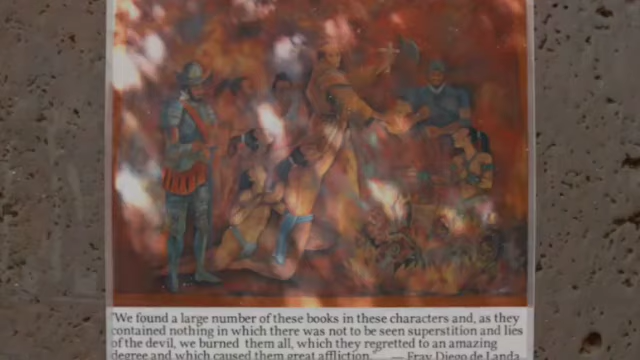 "We found a large number of these books in these characters and, as they
contained nothing in which there was not to be seen superstition and lies
of the devil, we burned them all, which they regretted to an amazing
degree and which caused them great affliction. — Fray Diego de Landa